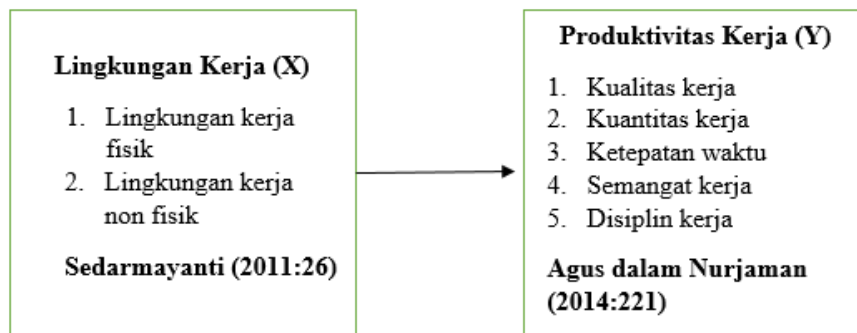 Lingkungan Kerja (X)
1. Lingkungan kerja
fisik
2. Lingkungan kerja
non fisik
Sedarmayanti (2011:26)
Produktivitas Kerja (Y)
1. Kualitas kerja
2. Kuantitas kerja
3. Ketepatan waktu
4. Semangat kerja
5. Disiplin kerja
Agus dalam Nurjaman
(2014:221)